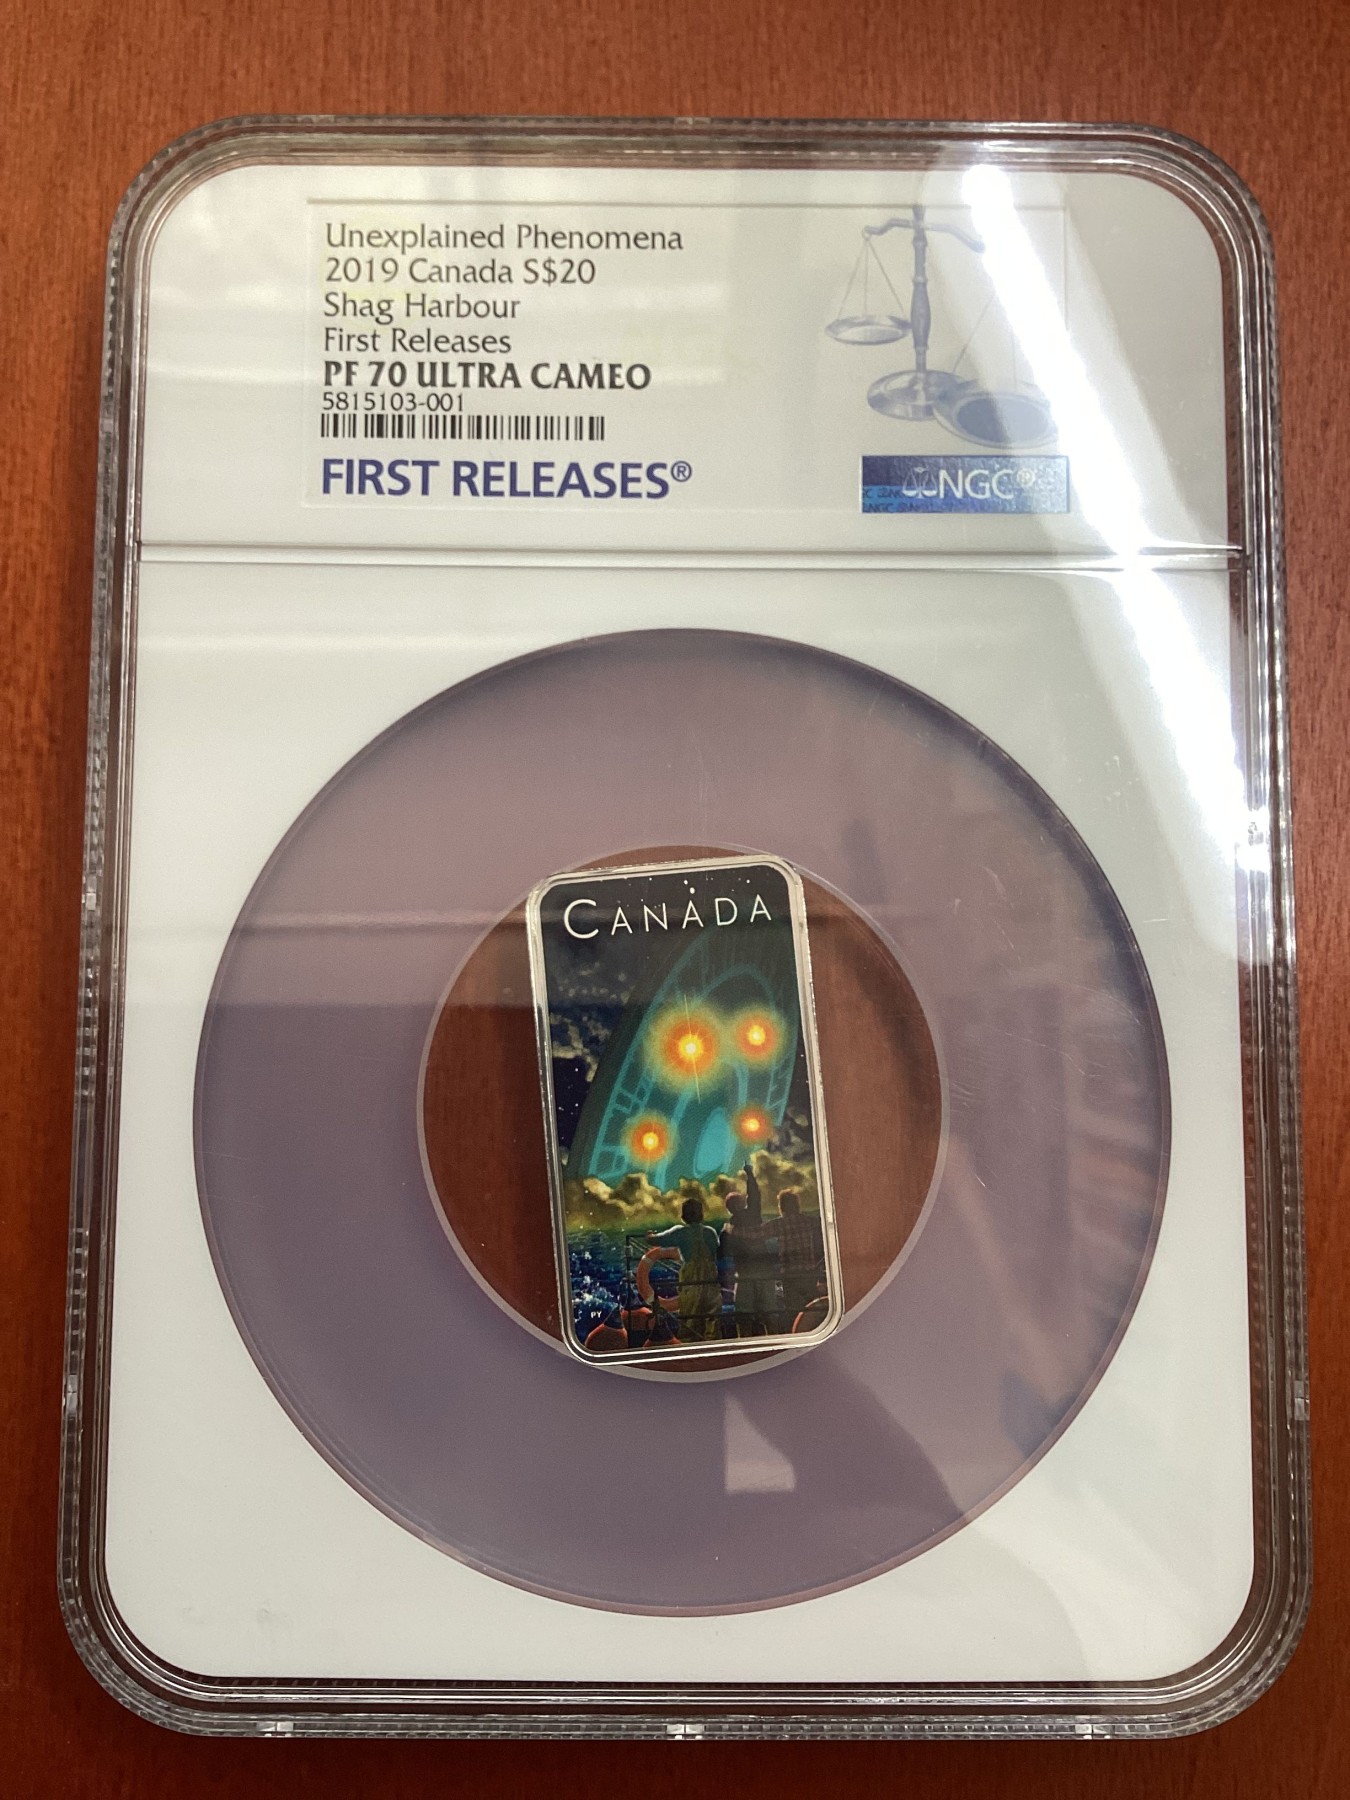 Unexplained Phenomena
2019 Canada S$20
Shag Harbour
First Releases
PF 70 ULTRA CAMEO
5815103-001
FIRST RELEASES®
NGC®
CANADA
PY